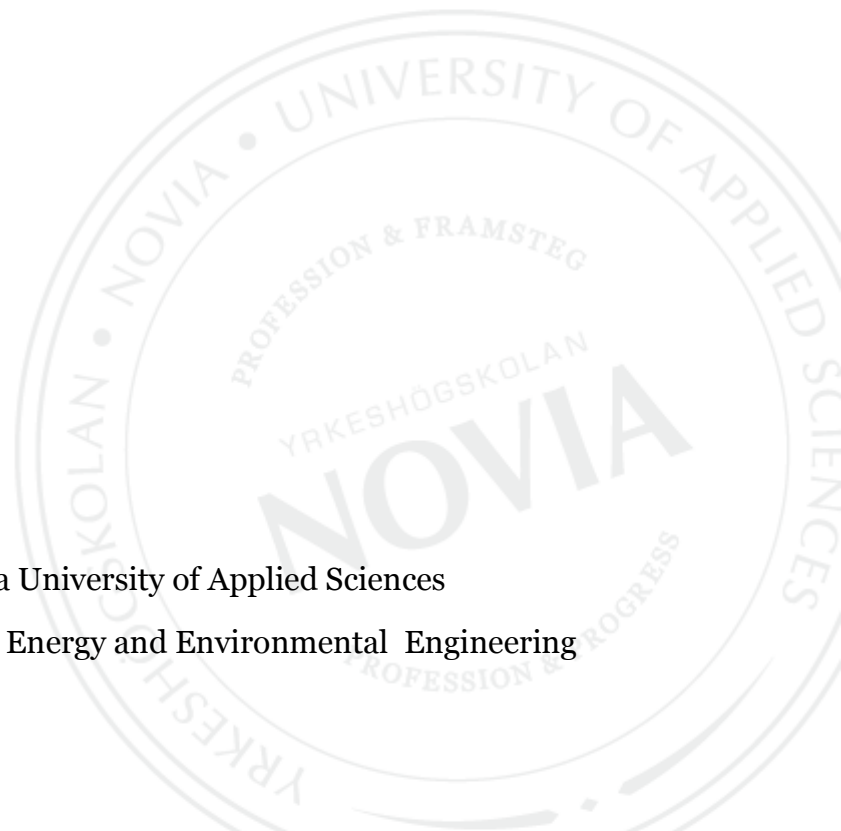 UNIVERSITY OF APPLIED SCIENCES
YRKESHÖGSKOLAN • NOVIA •
PROFESSION & FRAMSTEG
YRKESHÖGSKOLAN
NOVIA
PROFESSION & PROGRESS
a University of Applied Sciences
Energy and Environmental Engineering